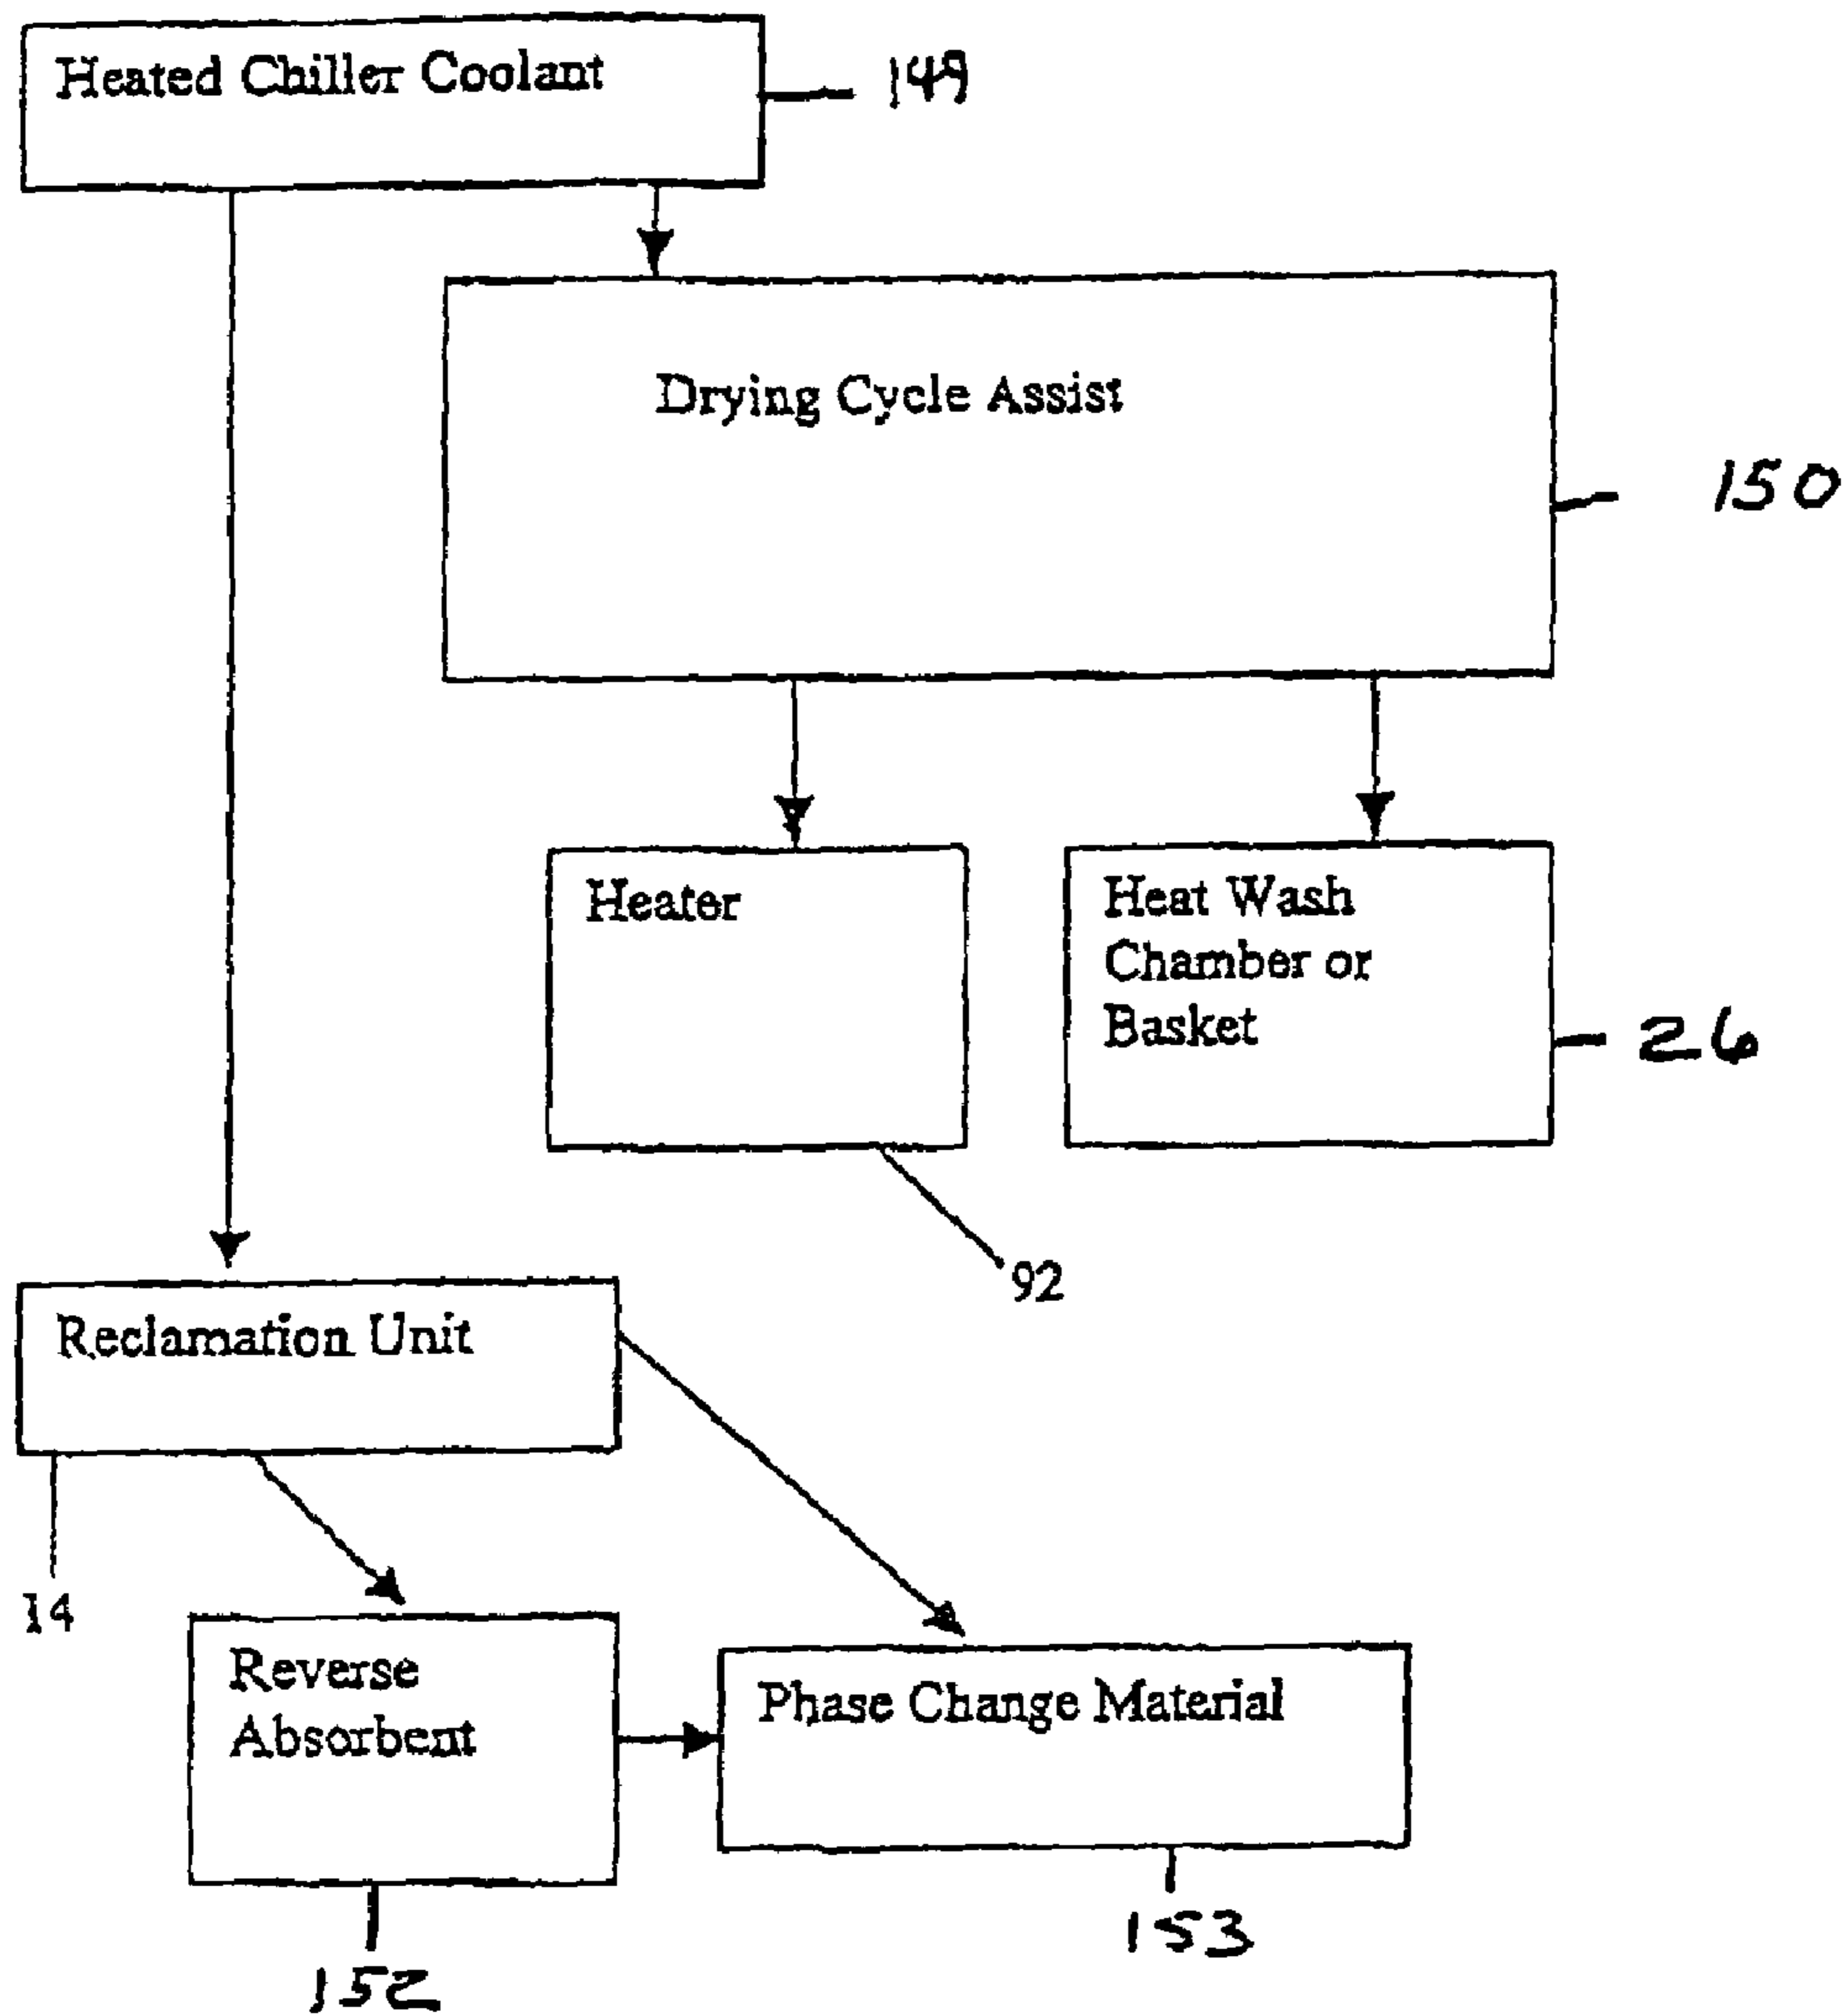 Heated Chiller Coolant
149
Drying Cycle Assist
150
Heater
Heat Wash
Chamber or
Basket
26
92
Reclamation Unit
14
Reverse
Absorbent
Phase Change Material
153
152